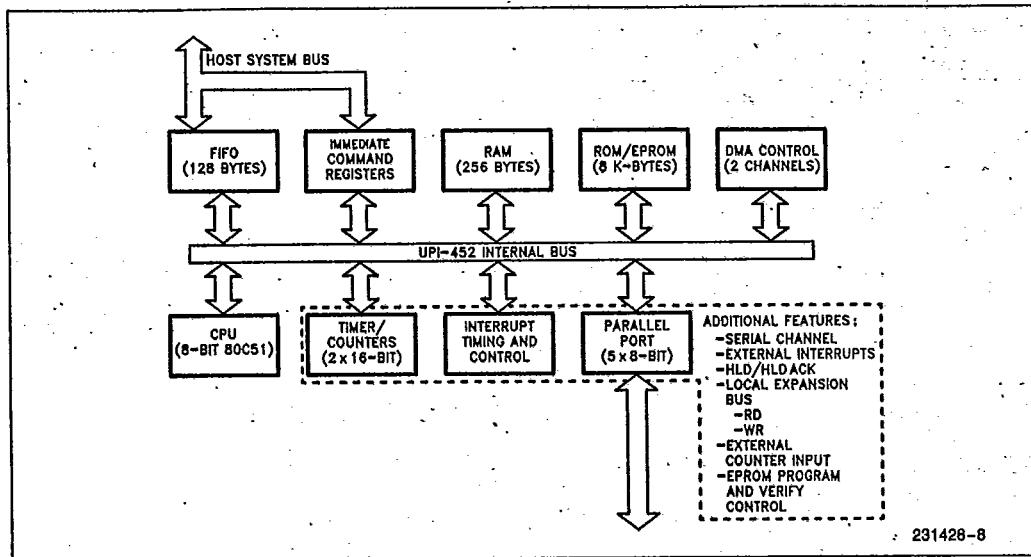 HOST SYSTEM BUS
FIFO
(128 BYTES)
IMMEDIATE
COMMAND
REGISTERS
RAM
(256 BYTES)
ROM/EPROM
(8 K-BYTES)
DMA CONTROL
(2 CHANNELS)
UPI-452 INTERNAL BUS
CPU
(8-BIT 80C51)
TIMER/
COUNTERS
(2 x 16-BIT)
INTERRUPT
TIMING AND
CONTROL
PARALLEL
PORT
(5 x 8-BIT)
ADDITIONAL FEATURES;
-SERIAL CHANNEL
-EXTERNAL INTERRUPTS
-HLD/HLDACK
-LOCAL EXPANSION
BUS
-RD
-WR
-EXTERNAL
COUNTER INPUT
-EPROM PROGRAM
AND VERIFY
CONTROL
231428-8